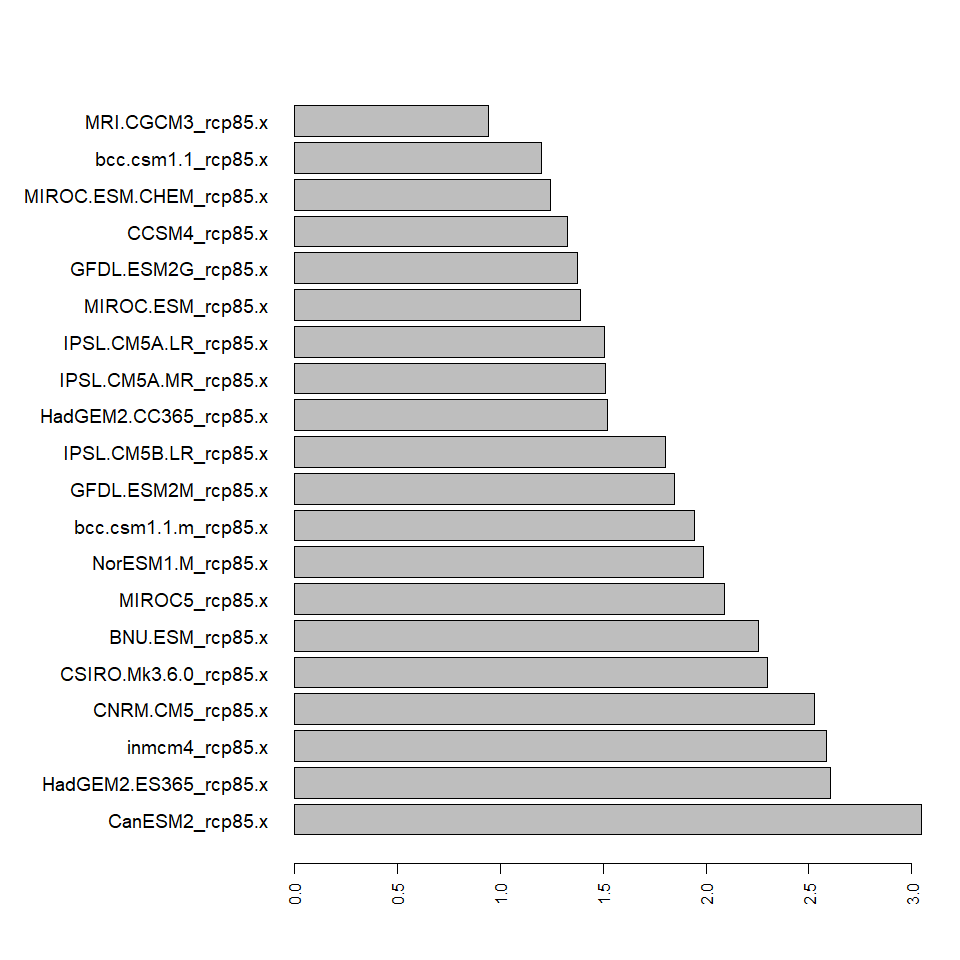 MRI.CGCM3_rcp85.x
bcc.csm1.1_rcp85.x
MIROC.ESM.CHEM_rcp85.x
CCSM4_rcp85.x
GFDL.ESM2G_rcp85.x
MIROC.ESM_rcp85.x
IPSL.CM5A.LR_rcp85.x
IPSL.CM5A.MR_rcp85.x
HadGEM2.CC365_rcp85.x
IPSL.CM5B.LR_rcp85.x
GFDL.ESM2M_rcp85.x
bcc.csm1.1.m_rcp85.x
NorESM1.M_rcp85.x
MIROC5_rcp85.x
BNU.ESM_rcp85.x
CSIRO.Mk3.6.0_rcp85.x
CNRM.CM5_rcp85.x
inmcm4_rcp85.x
HadGEM2.ES365_rcp85.x
CanESM2_rcp85.x
0.0
0.5
1.0
1.5
2.0
2.5
3.0